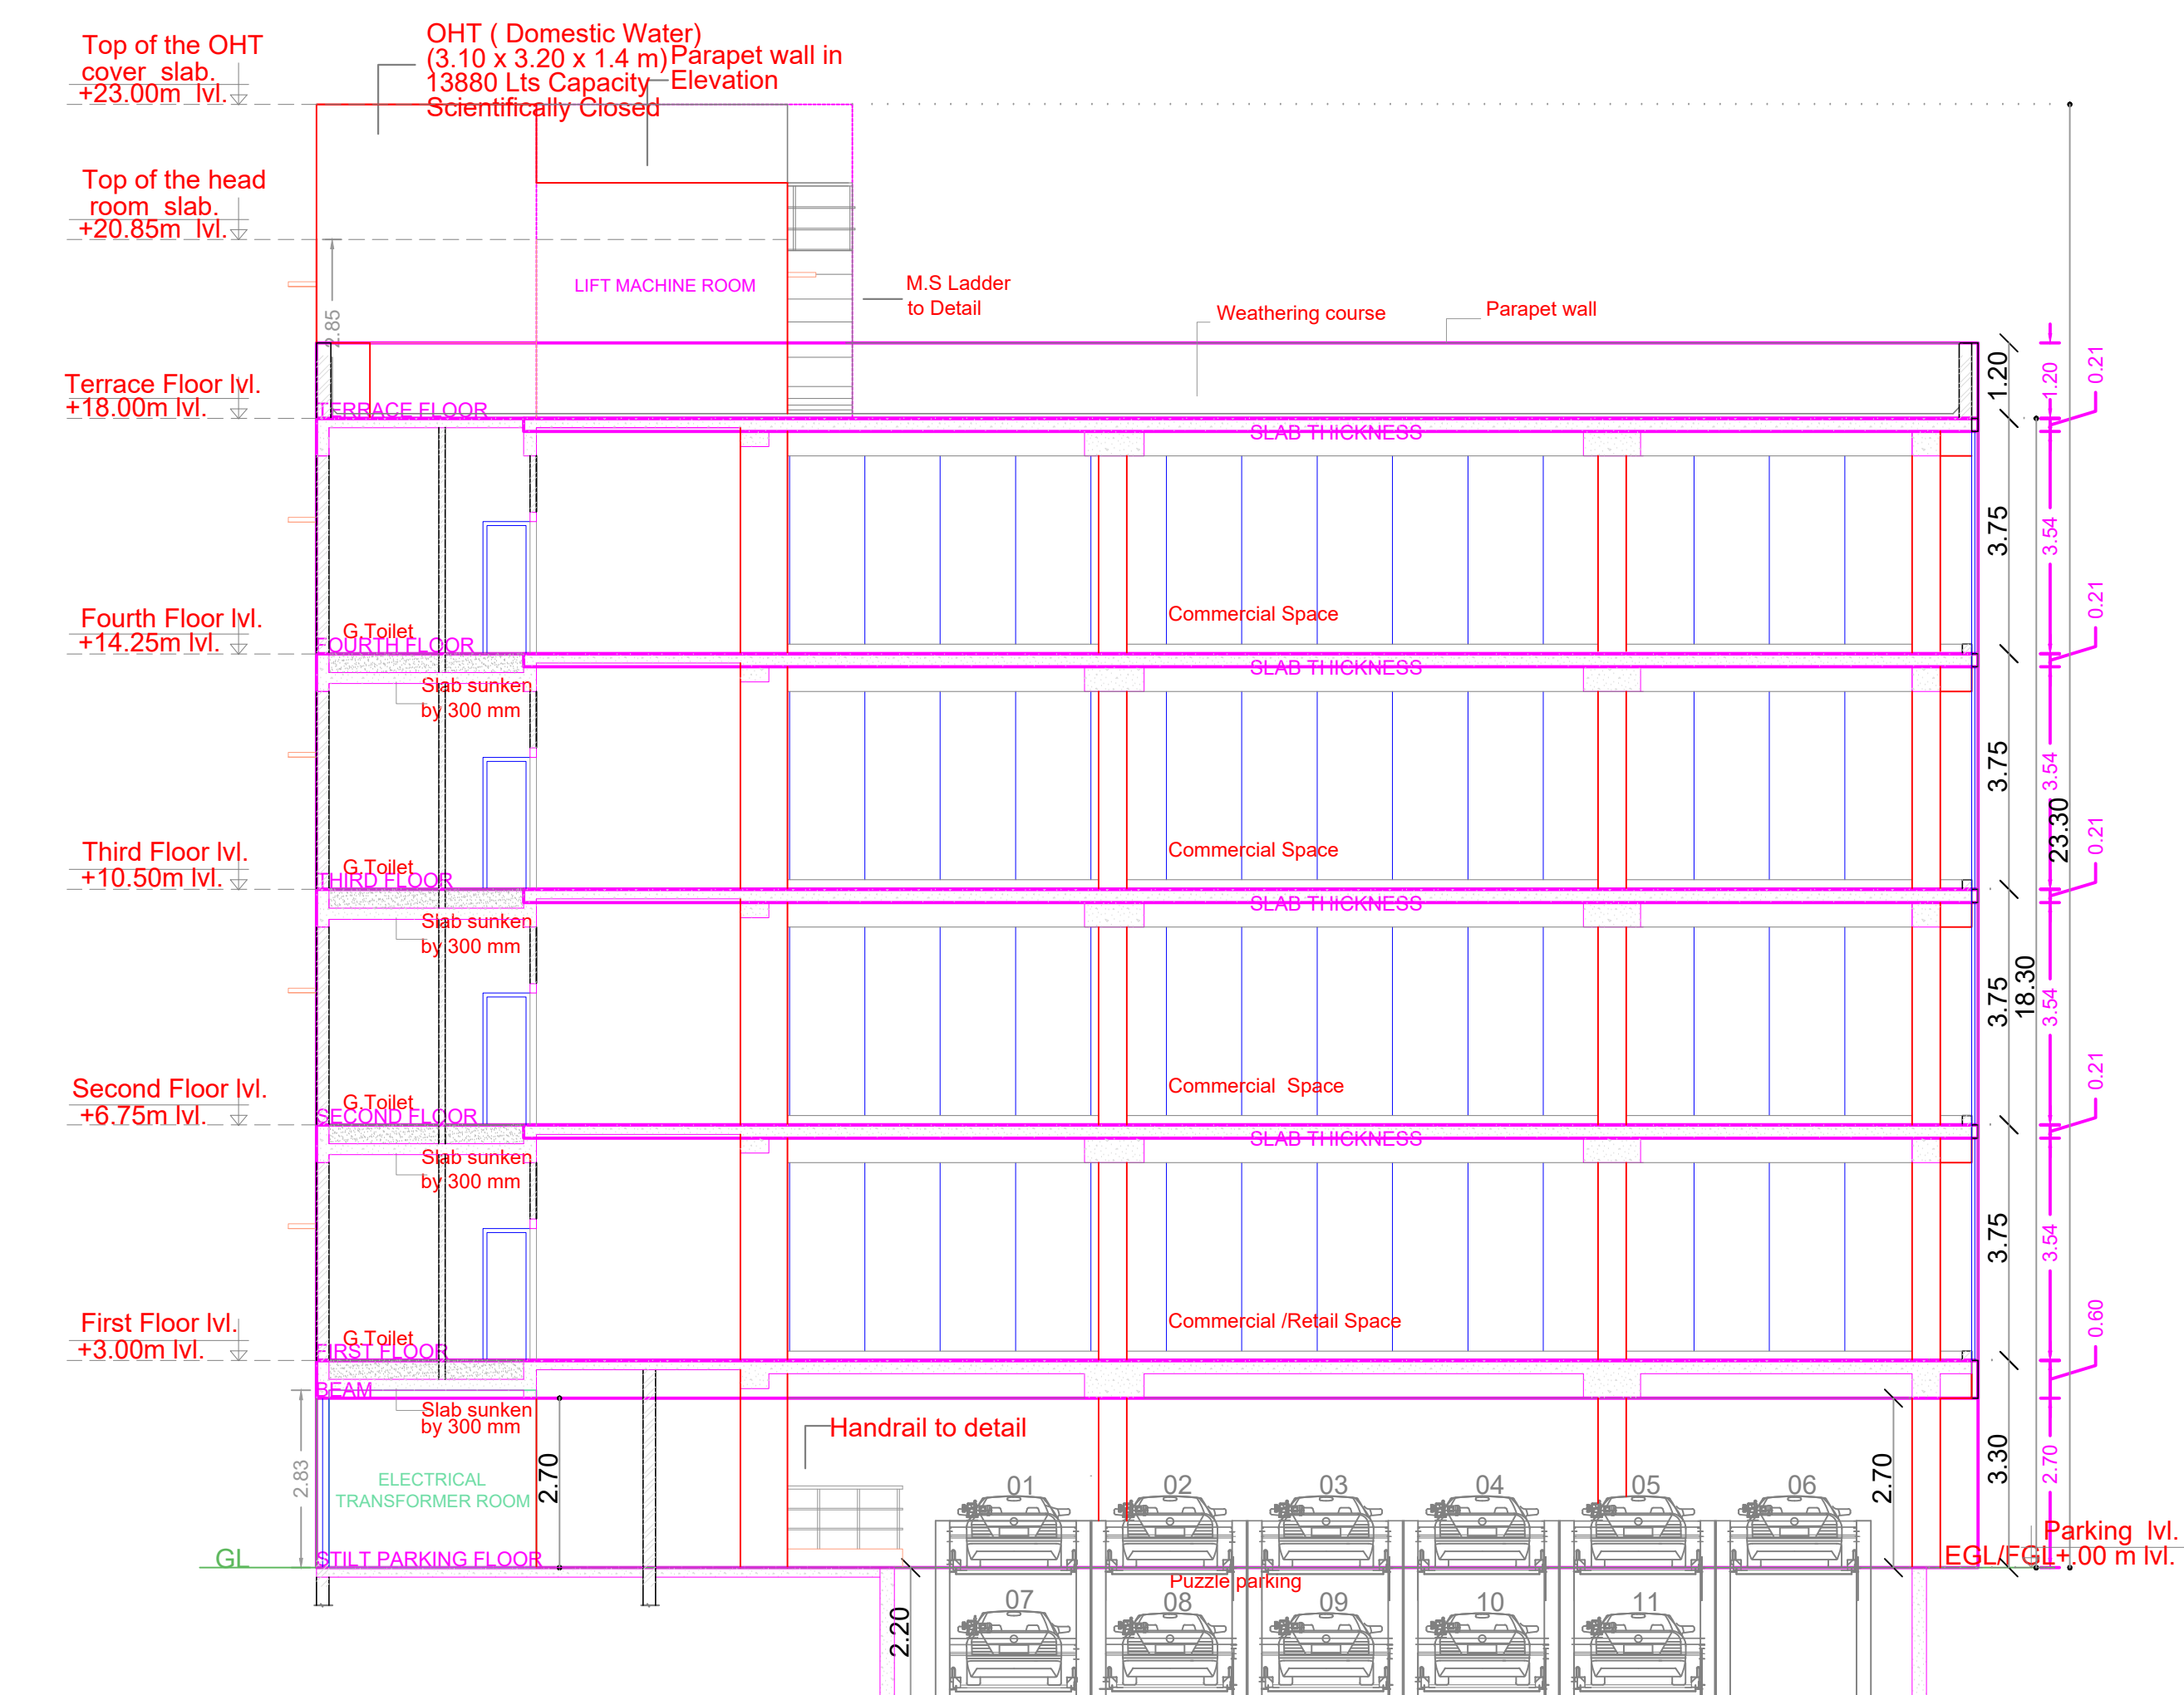 Top of the OHT
cover slab.
+23.00m lvl.
OHT ( Domestic Water)
(3.10 x 3.20 x 1.4 m)
13880 Lts Capacity
Scientifically Closed
Parapet wall in
Elevation
Top of the head
room slab.
+20.85m lvl.
LIFT MACHINE ROOM
M.S Ladder
to Detail
Weathering course
Parapet wall
2.85
1.20
1.20
0.21
Terrace Floor lvl.
+18.00m lvl.
TERRACE FLOOR
SLAB THICKNESS
3.75
3.54
Fourth Floor lvl.
+14.25m lvl.
G.Toilet
FOURTH FLOOR
Commercial Space
0.21
SLAB THICKNESS
Slab sunken
by 300 mm
3.75
3.54
23.30
Third Floor lvl.
+10.50m lvl.
G.Toilet
THIRD FLOOR
Commercial Space
0.21
SLAB THICKNESS
Slab sunken
by 300 mm
3.75
18.30
3.54
Second Floor lvl.
+6.75m lvl.
G.Toilet
SECOND FLOOR
Commercial Space
0.21
SLAB THICKNESS
Slab sunken
by 300 mm
3.75
3.54
First Floor lvl.
+3.00m lvl.
G.Toilet
FIRST FLOOR
Commercial /Retail Space
0.60
BEAM
Slab sunken
by 300 mm
Handrail to detail
2.83
ELECTRICAL
TRANSFORMER ROOM
2.70
2.70
3.30
2.70
01
02
03
04
05
06
GL
STILT PARKING FLOOR
Parking lvl.
EGL/FGL+.00 m lvl.
Puzzle parking
2.20
07
08
09
10
11